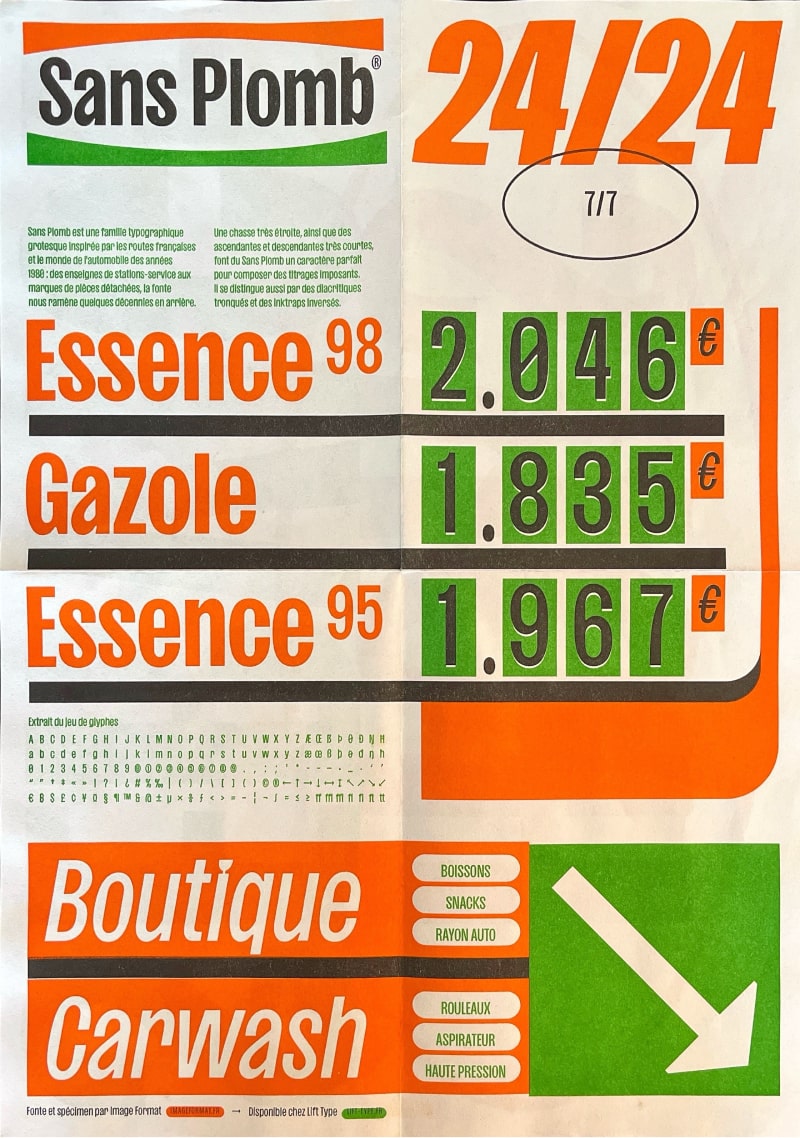 Sans Plomb®
24/24
7/7
Sans Plomb est une famille typographique
grotesque inspirée par les routes françaises
et le monde de l'automobile des années
1980 : des enseignes de stations-service aux
marques de pièces détachées, la fonte
nous ramène quelques décennies en arrière.
Une chasse très étroite, ainsi que des
ascendantes et descendantes très courtes,
font du Sans Plomb un caractère parfait
pour composer des titrages imposants.
Il se distingue aussi par des diacritiques
tronqués et des inktraps inversés.
Essence 98 2.046 €
Gazole 1.835 €
Essence 95 1.967 €
Extrait du jeu de glyphes
A B C D E F G H I J K L M N O P Q R S T U V W X Y Z Æ Œ ß Þ Ə Ð Ŋ
a b c d e f g h i j k l m n o p q r s t u v w x y z æ œ ß þ ə ð ŋ
0 1 2 3 4 5 6 7 8 9
Boutique
BOISSONS
SNACKS
RAYON AUTO
Carwash
ROULEAUX
ASPIRATEUR
HAUTE PRESSION
Fonte et spécimen par Image Format IMAGEFORMAT.FR → Disponible chez Lift Type LIFT-TYPE.FR